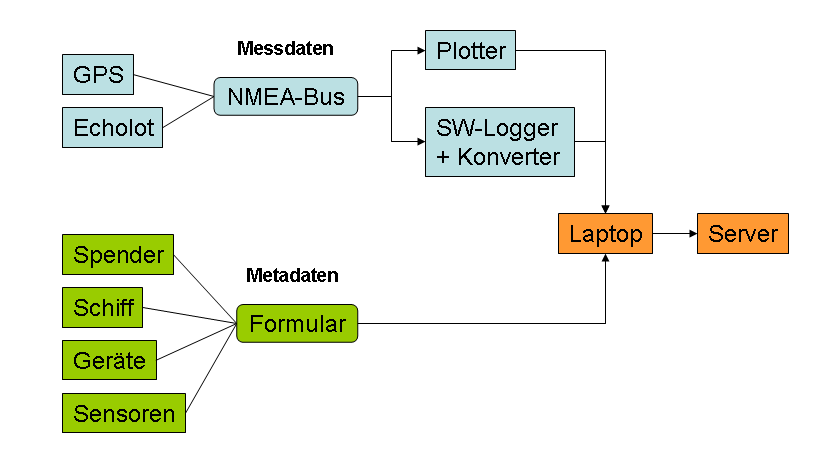 Messdaten
GPS
Echolot
NMEA-Bus
Plotter
SW-Logger
+ Konverter
Laptop
Server
Metadaten
Spender
Schiff
Geräte
Sensoren
Formular